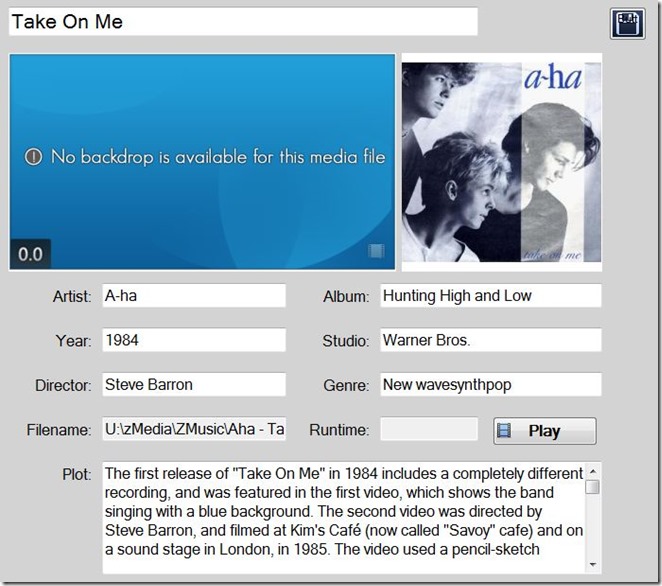 Take On Me
No backdrop is available for this media file
a-ha
take on me
0.0
Artist: A-ha Album: Hunting High and Low
Year: 1984 Studio: Warner Bros.
Director: Steve Barron Genre: New wavesynthpop
Filename: U:\zMedia\ZMusic\Aha - Ta Runtime: Play
Plot: The first release of "Take On Me" in 1984 includes a completely different
recording, and was featured in the first video, which shows the band
singing with a blue background. The second video was directed by
Steve Barron, and filmed at Kim's Café (now called "Savoy" cafe) and on
a sound stage in London, in 1985. The video used a pencil-sketch